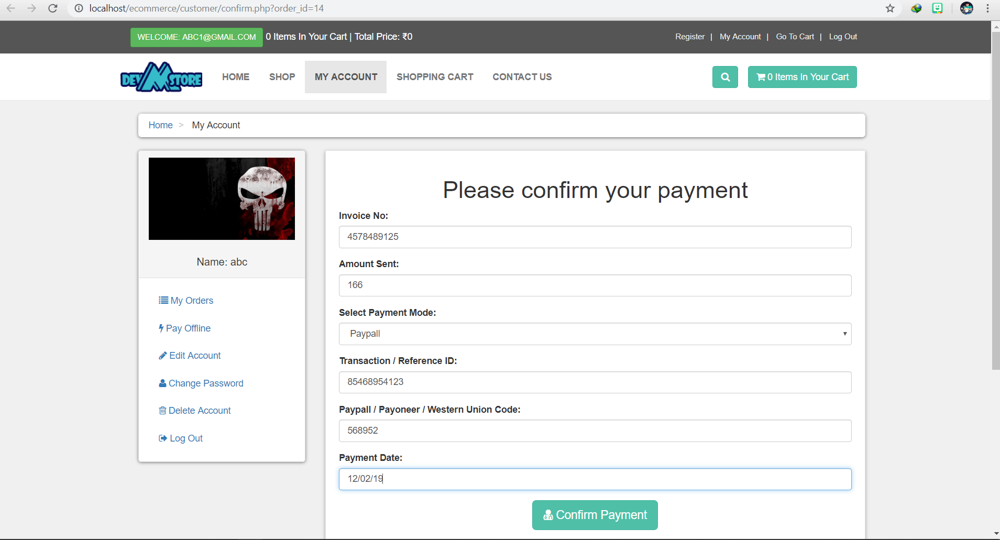 localhost/ecommerce/customer/confirm.php?order_id=14
WELCOME: ABC1@GMAIL.COM 0 Items In Your Cart | Total Price: ₹0
Register | My Account | Go To Cart | Log Out
DEV M STORE
HOME SHOP MY ACCOUNT SHOPPING CART CONTACT US
0 Items In Your Cart
Home > My Account
Name: abc
My Orders
Pay Offline
Edit Account
Change Password
Delete Account
Log Out
Please confirm your payment
Invoice No:
4578489125
Amount Sent:
166
Select Payment Mode:
Paypall
Transaction / Reference ID:
85468954123
Paypall / Payoneer / Western Union Code:
568952
Payment Date:
12/02/19
Confirm Payment